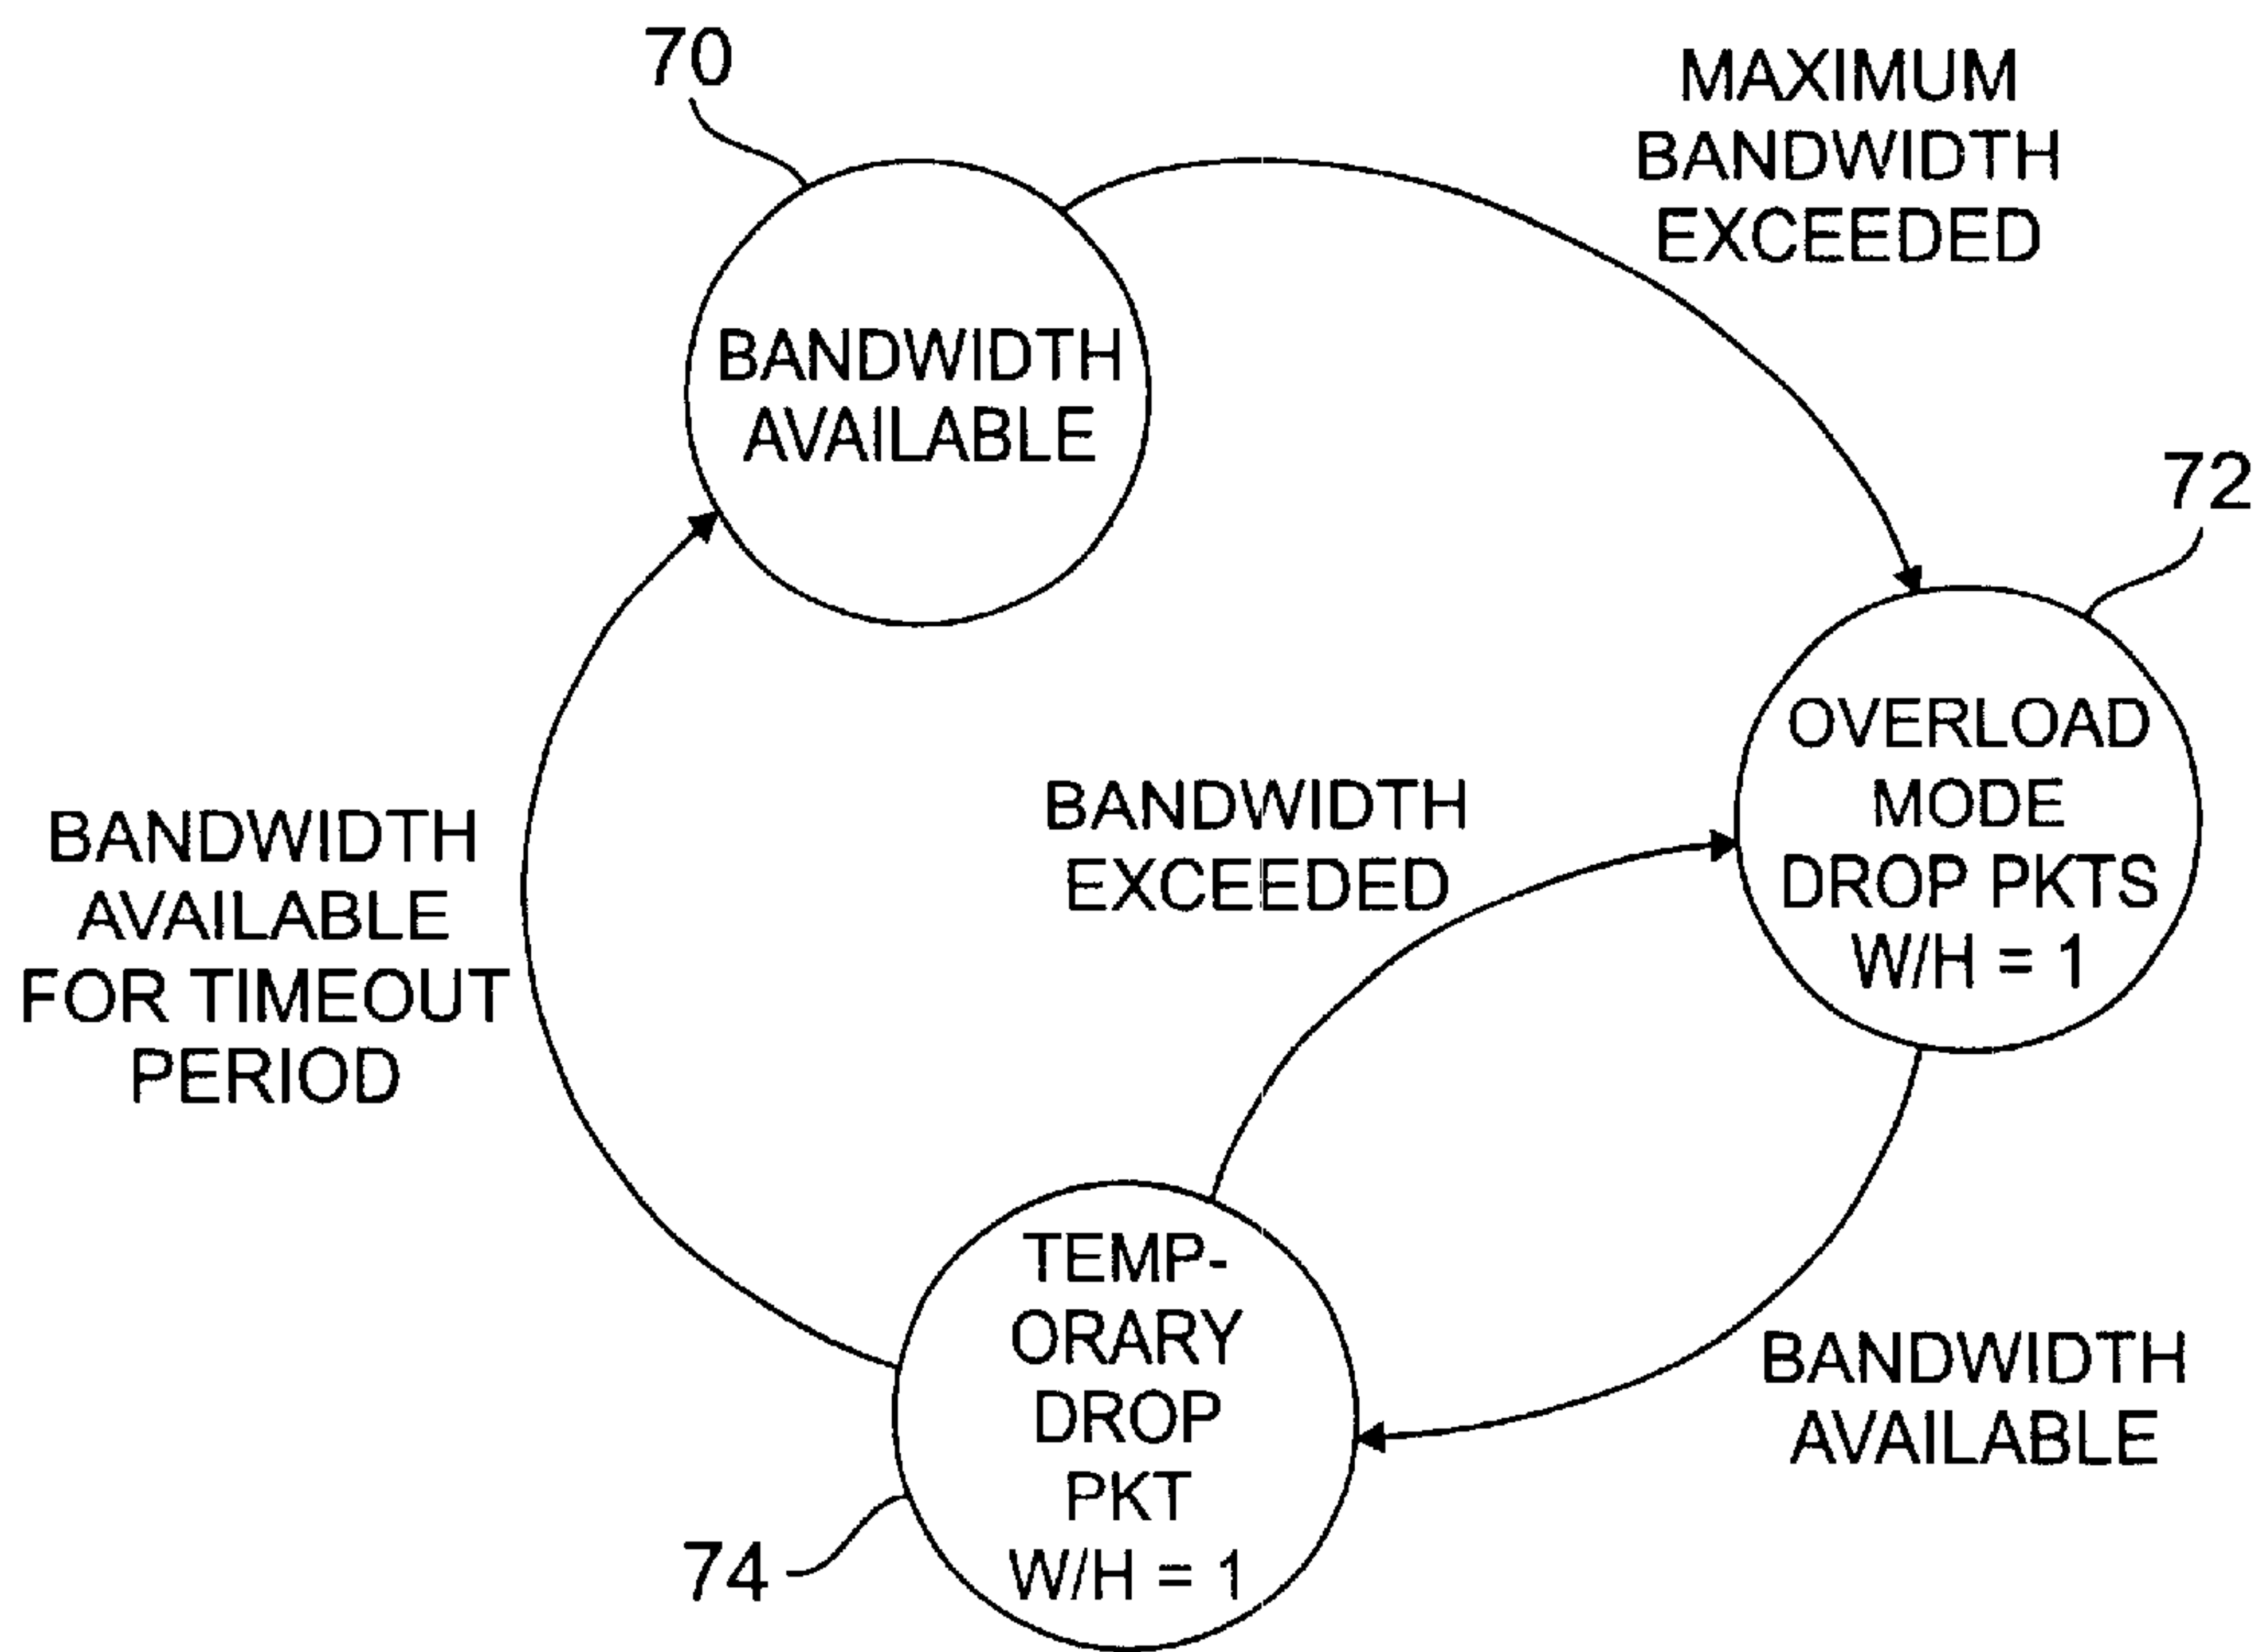 70
MAXIMUM
BANDWIDTH
EXCEEDED
BANDWIDTH
AVAILABLE
72
OVERLOAD
MODE
DROP PKTS
W/H = 1
BANDWIDTH
EXCEEDED
BANDWIDTH
AVAILABLE
FOR TIMEOUT
PERIOD
TEMP-
ORARY
DROP
PKT
W/H = 1
BANDWIDTH
AVAILABLE
74